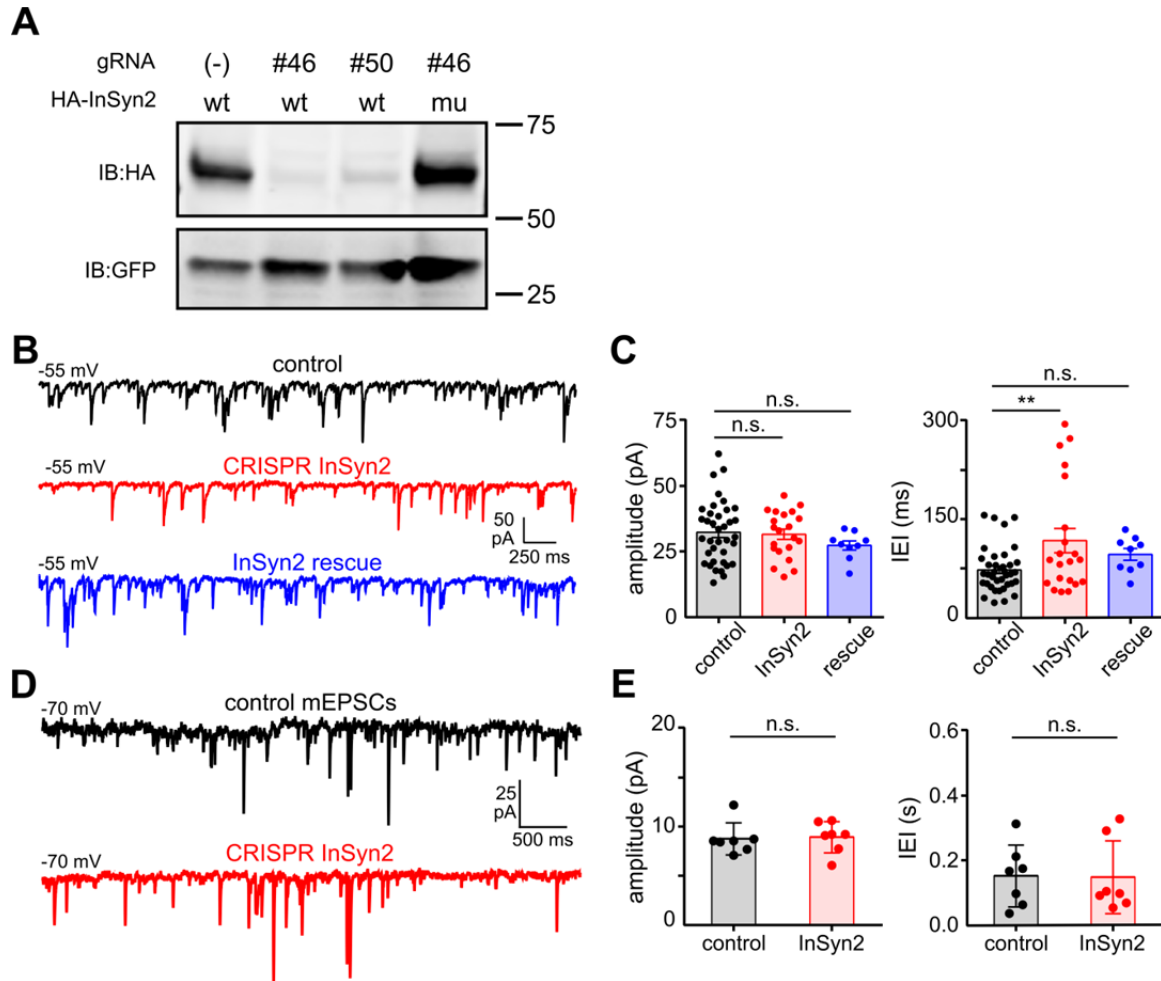 A
gRNA (-) #46 #50 #46
HA-InSyn2 wt wt wt mu
75
IB:HA
50
IB:GFP
25
B
-55 mV control
-55 mV CRISPR InSyn2
50
pA
250 ms
-55 mV InSyn2 rescue
C
n.s.
n.s.
75
50
25
0
amplitude (pA)
control InSyn2 rescue
n.s.
**
300
150
0
IEI (ms)
control InSyn2 rescue
D
-70 mV control mEPSCs
25
pA
500 ms
-70 mV CRISPR InSyn2
E
n.s.
20
10
0
amplitude (pA)
control InSyn2
n.s.
0.6
0.4
0.2
0.0
IEI (s)
control InSyn2